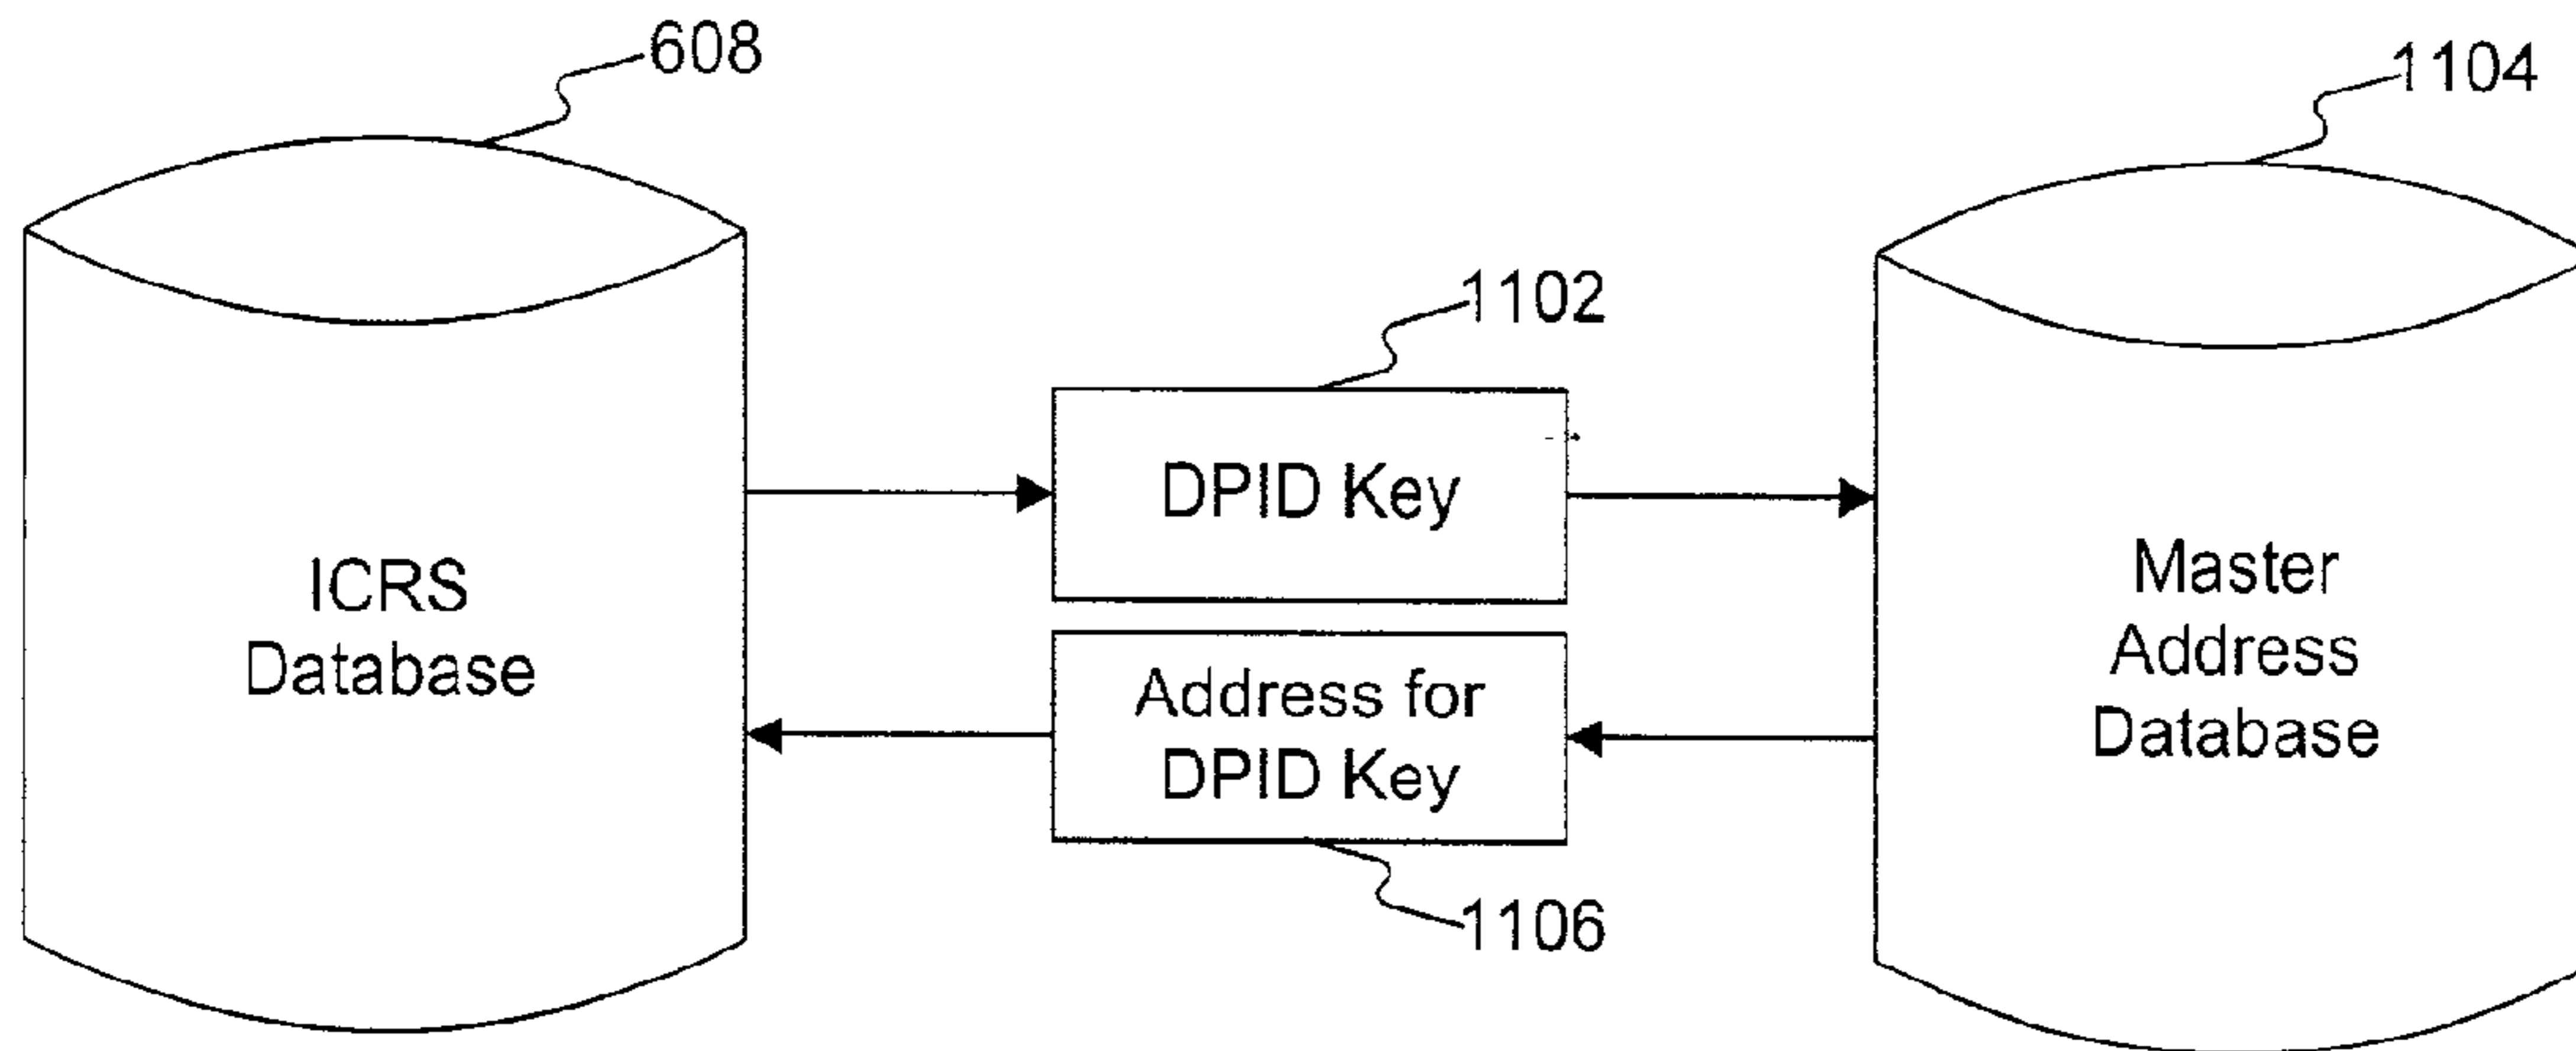 608
1104
1102
DPID Key
ICRS
Database
Master
Address
Database
Address for
DPID Key
1106